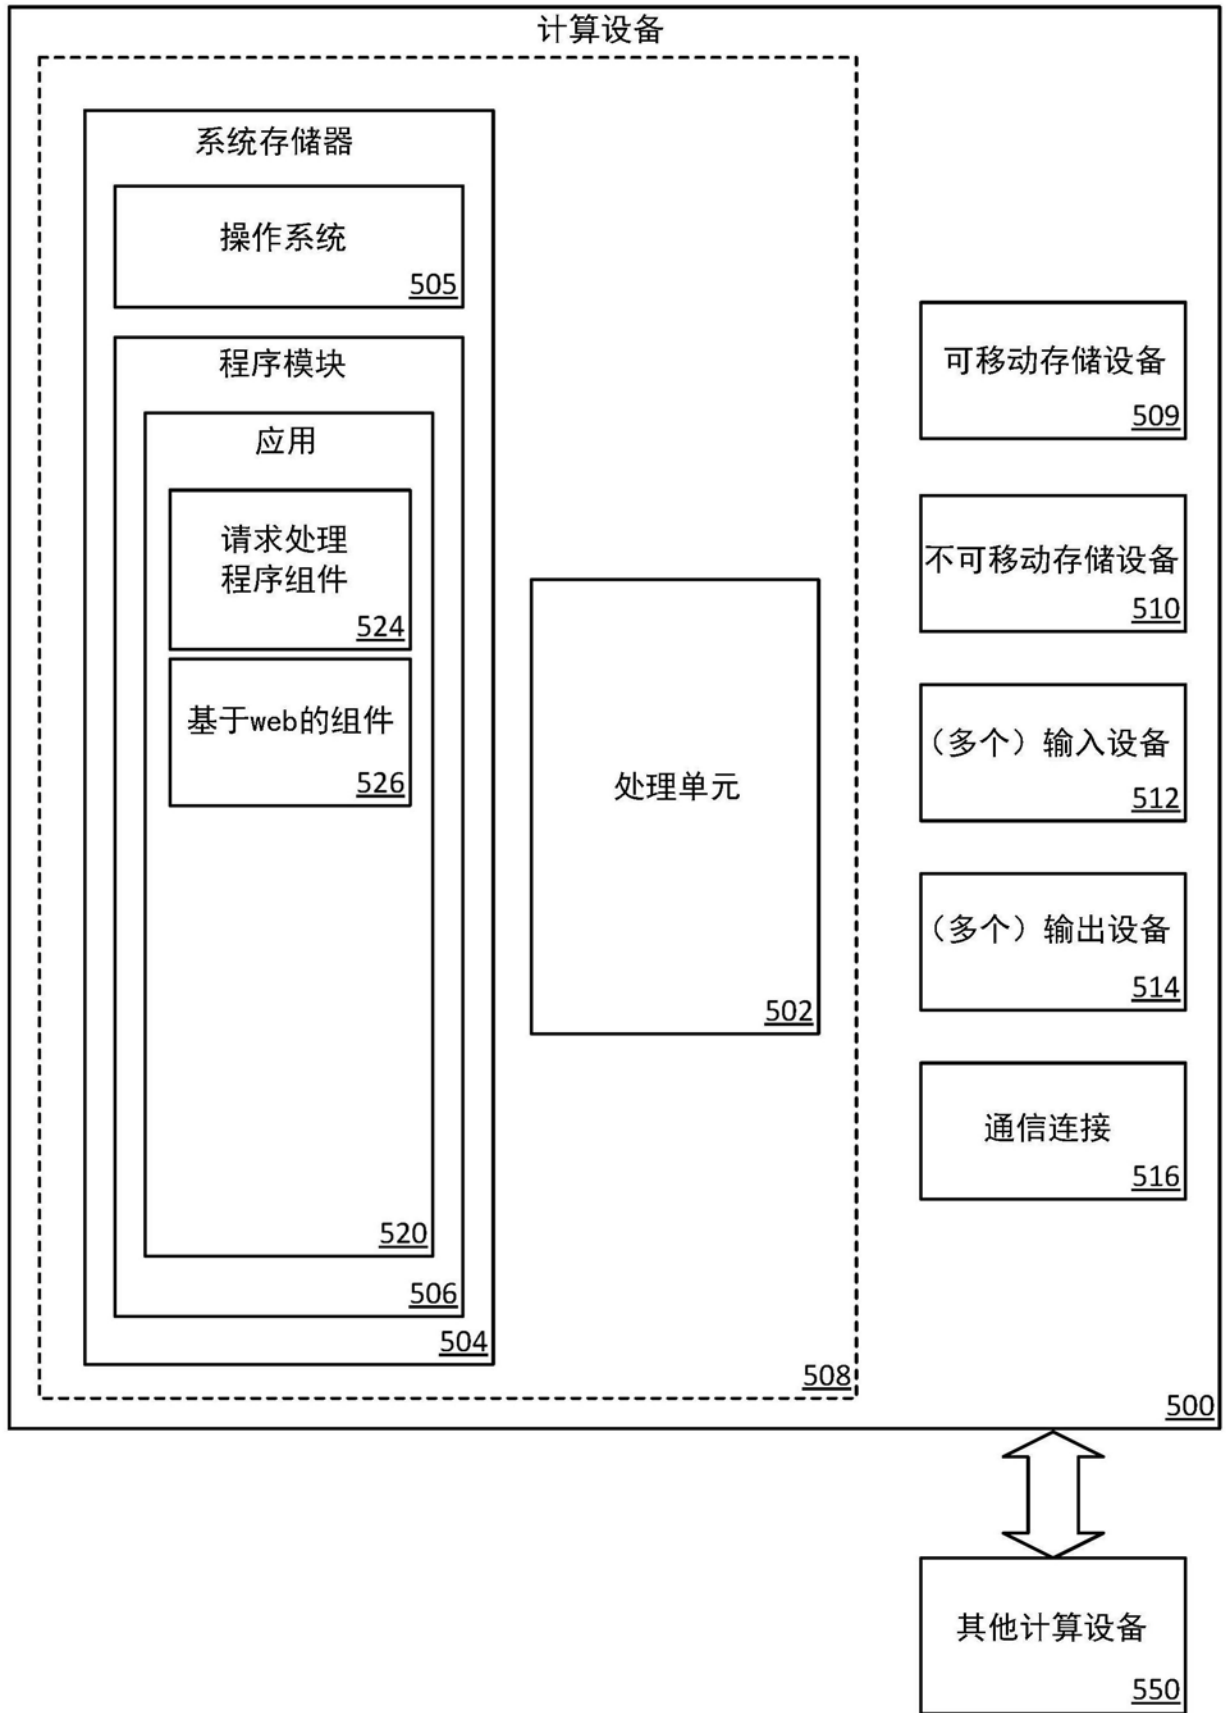 计算设备
系统存储器
操作系统
505
程序模块
应用
请求处理
程序组件
524
基于web的组件
526
520
506
504
处理单元
502
508
可移动存储设备
509
不可移动存储设备
510
（多个）输入设备
512
（多个）输出设备
514
通信连接
516
500
其他计算设备
550